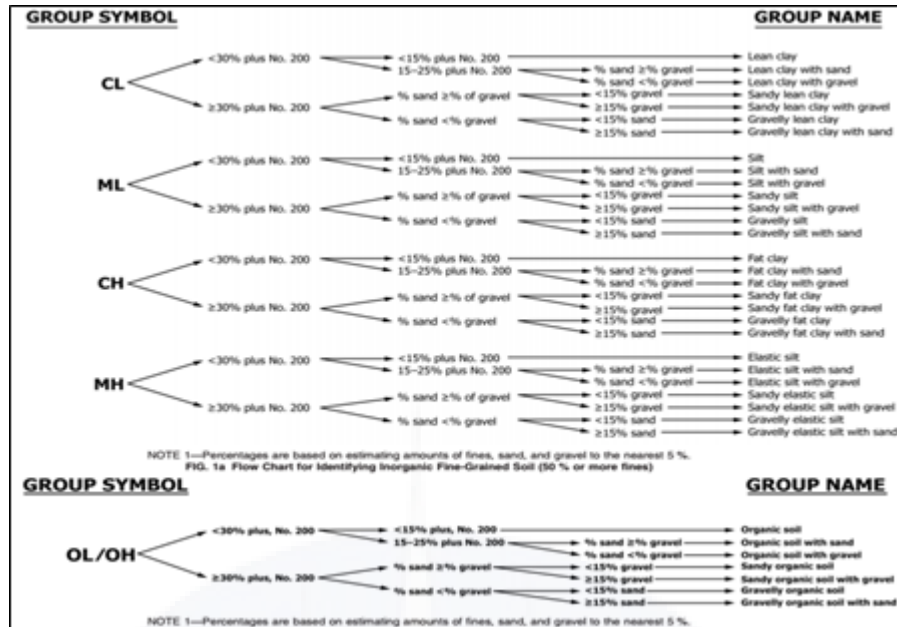 GROUP SYMBOL GROUP NAME
CL
<30% plus No. 200 <15% plus No. 200 Lean clay
15-25% plus No. 200 % sand ≥% gravel Lean clay with sand
% sand <% gravel Lean clay with gravel
≥30% plus No. 200 % sand ≥% of gravel <15% gravel Sandy lean clay
≥15% gravel Sandy lean clay with gravel
% sand <% gravel <15% sand Gravelly lean clay
≥15% sand Gravelly lean clay with sand
ML
<30% plus No. 200 <15% plus No. 200 Silt
15-25% plus No. 200 % sand ≥% gravel Silt with sand
% sand <% gravel Silt with gravel
≥30% plus No. 200 % sand ≥% of gravel <15% gravel Sandy silt
≥15% gravel Sandy silt with gravel
% sand <% gravel <15% sand Gravelly silt
≥15% sand Gravelly silt with sand
CH
<30% plus No. 200 <15% plus No. 200 Fat clay
15-25% plus No. 200 % sand ≥% gravel Fat clay with sand
% sand <% gravel Fat clay with gravel
≥30% plus No. 200 % sand ≥% of gravel <15% gravel Sandy fat clay
≥15% gravel Sandy fat clay with gravel
% sand <% gravel <15% sand Gravelly fat clay
≥15% sand Gravelly fat clay with sand
MH
<30% plus No. 200 <15% plus No. 200 Elastic silt
15-25% plus No. 200 % sand ≥% gravel Elastic silt with sand
% sand <% gravel Elastic silt with gravel
≥30% plus No. 200 % sand ≥% of gravel <15% gravel Sandy elastic silt
≥15% gravel Sandy elastic silt with gravel
% sand <% gravel <15% sand Gravelly elastic silt
≥15% sand Gravelly elastic silt with sand
NOTE 1—Percentages are based on estimating amounts of fines, sand, and gravel to the nearest 5 %.
FIG. 1a Flow Chart for Identifying Inorganic Fine-Grained Soil (50 % or more fines)
GROUP SYMBOL GROUP NAME
OL/OH
<30% plus, No. 200 <15% plus, No. 200 Organic soil
15-25% plus No. 200 % sand ≥% gravel Organic soil with sand
% sand <% gravel Organic soil with gravel
≥30% plus, No. 200 % sand ≥% gravel <15% gravel Sandy organic soil
≥15% gravel Sandy organic soil with gravel
% sand <% gravel <15% sand Gravelly organic soil
≥15% sand Gravelly organic soil with sand
NOTE 1—Percentages are based on estimating amounts of fines, sand, and gravel to the nearest 5 %.